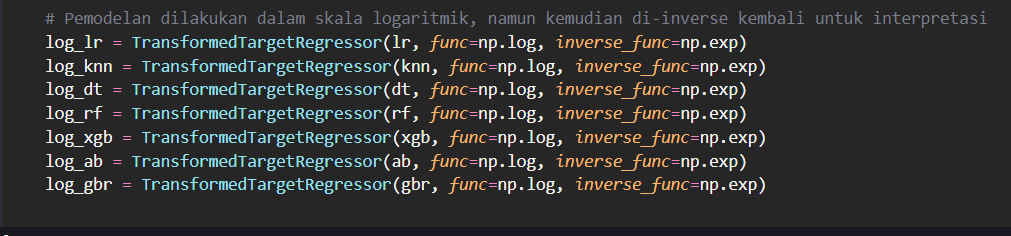 # Pemodelan dilakukan dalam skala logaritmik, namun kemudian di-inverse kembali untuk interpretasi
log_lr = TransformedTargetRegressor(lr, func=np.log, inverse_func=np.exp)
log_knn = TransformedTargetRegressor(knn, func=np.log, inverse_func=np.exp)
log_dt = TransformedTargetRegressor(dt, func=np.log, inverse_func=np.exp)
log_rf = TransformedTargetRegressor(rf, func=np.log, inverse_func=np.exp)
log_xgb = TransformedTargetRegressor(xgb, func=np.log, inverse_func=np.exp)
log_ab = TransformedTargetRegressor(ab, func=np.log, inverse_func=np.exp)
log_gbr = TransformedTargetRegressor(gbr, func=np.log, inverse_func=np.exp)